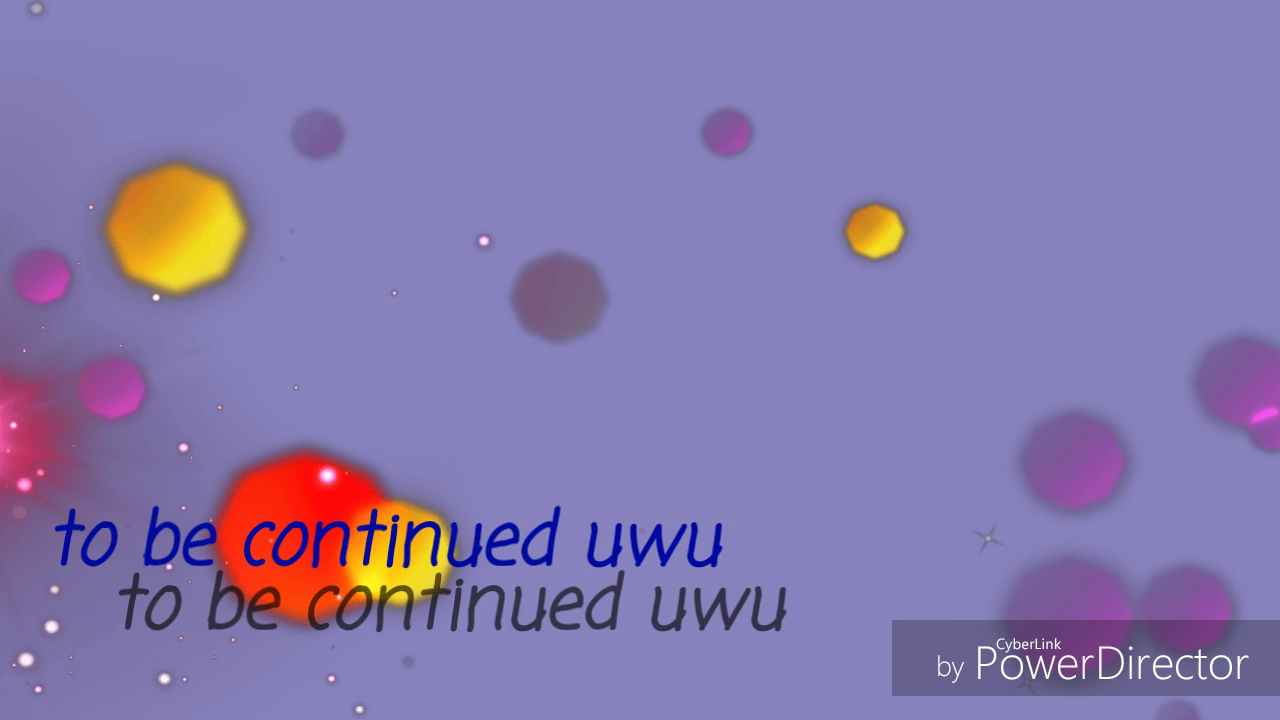 to be continued uwu
to be continued uwu
CyberLink
by PowerDirector